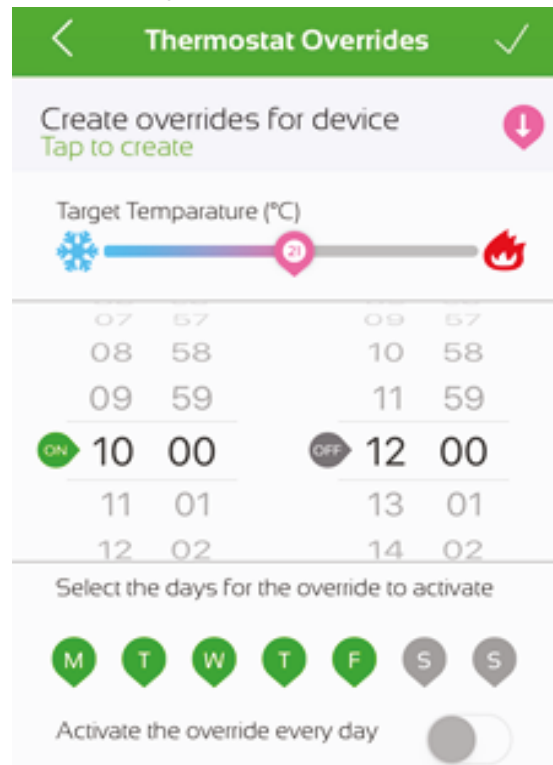 Thermostat Overrides
Create overrides for device
Tap to create
Target Temparature (°C)
21
07 57 09 57
08 58 10 58
09 59 11 59
ON 10 00 OFF 12 00
11 01 13 01
12 02 14 02
Select the days for the override to activate
M T W T F S S
Activate the override every day